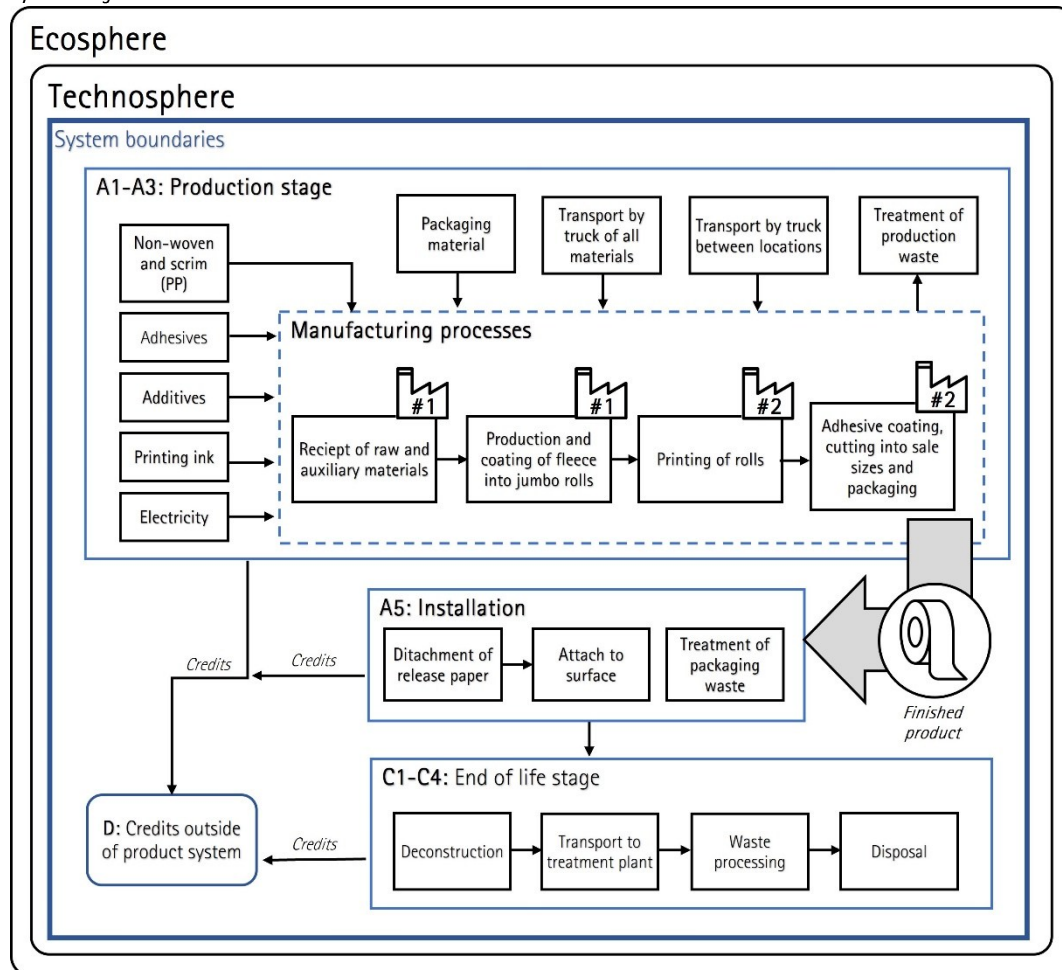 Ecosphere
Technosphere
System boundaries
A1-A3: Production stage
Non-woven
and scrim
(PP)
Adhesives
Additives
Printing ink
Electricity
Packaging
material
Transport by
truck of all
materials
Transport by truck
between locations
Treatment of
production
waste
Manufacturing processes
#1
Reciept of raw and
auxiliary materials
#1
Production and
coating of fleece
into jumbo rolls
#2
Printing of rolls
#2
Adhesive coating,
cutting into sale
sizes and
packaging
A5: Installation
Ditachment of
release paper
Attach to
surface
Treatment of
packaging
waste
Finished
product
Credits
Credits
C1-C4: End of life stage
Deconstruction
Transport to
treatment plant
Waste
processing
Disposal
Credits
D: Credits outside
of product system